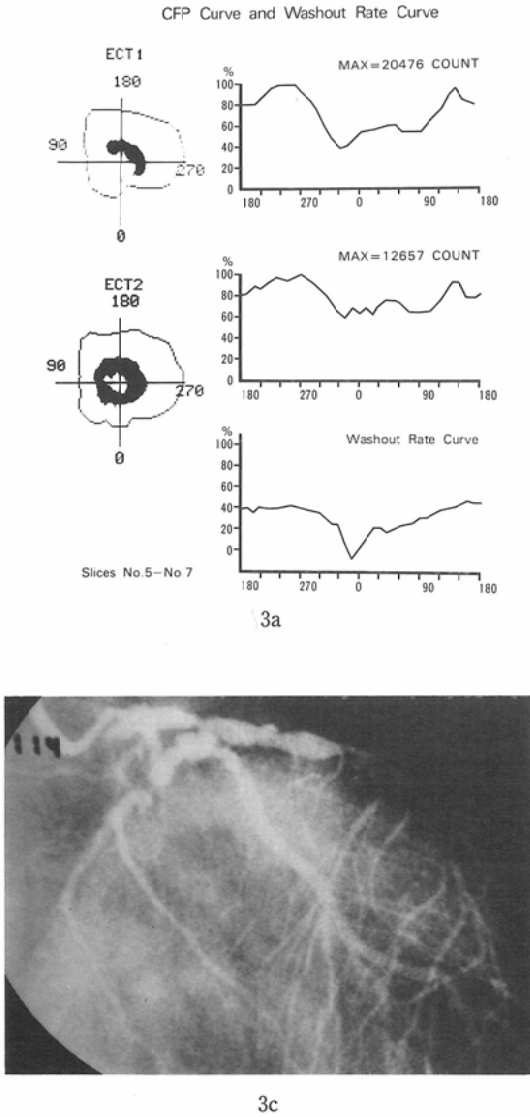 CFP Curve and Washout Rate Curve
ECT1
180
90
270
0
MAX=20476 COUNT
%
100
80
60
40
20
0
180 270 0 90 180
ECT2
180
90
270
0
MAX=12657 COUNT
%
100
80
60
40
20
0
180 270 0 90 180
Washout Rate Curve
%
100
80
60
40
20
0
180 270 0 90 180
Slices No.5-No 7
3a
3c